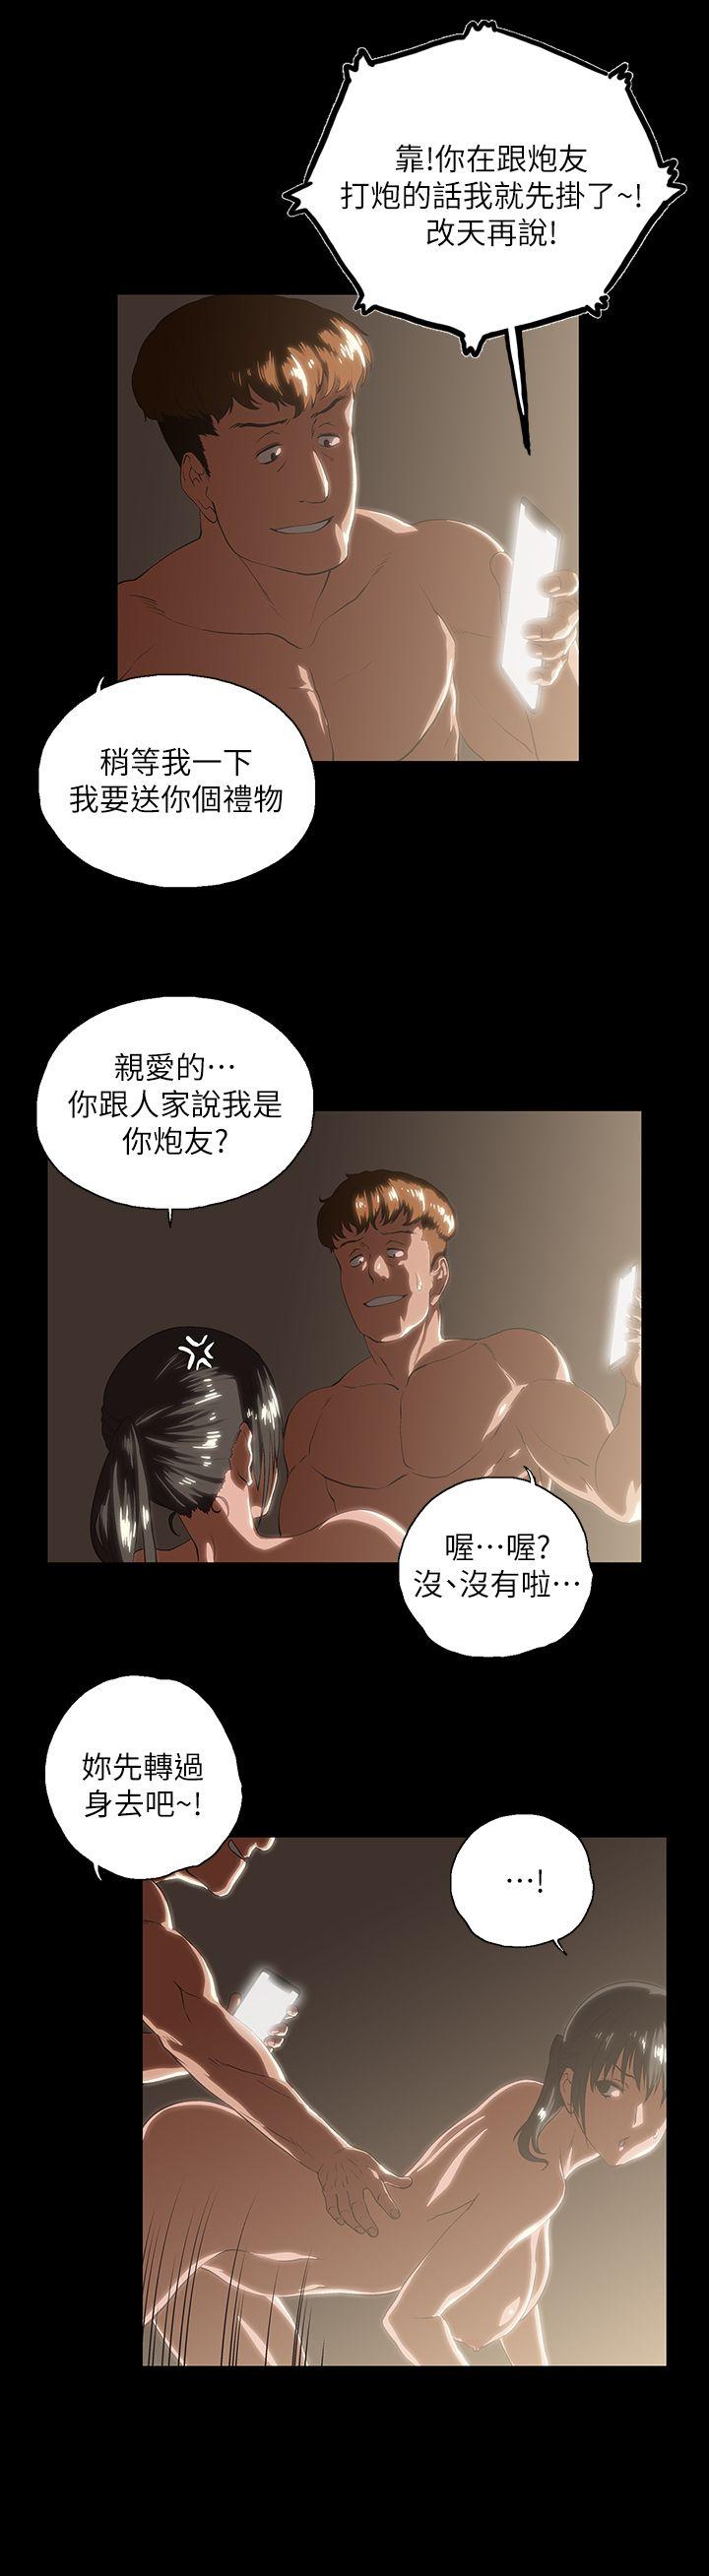 靠!你在跟炮友
打炮的話我就先掛了~!
改天再說!
稍等我一下
我要送你個禮物
親愛的⋯
你跟人家說我是
你炮友?
喔⋯喔?
沒、沒有啦⋯
妳先轉過
身去吧~!
⋯!